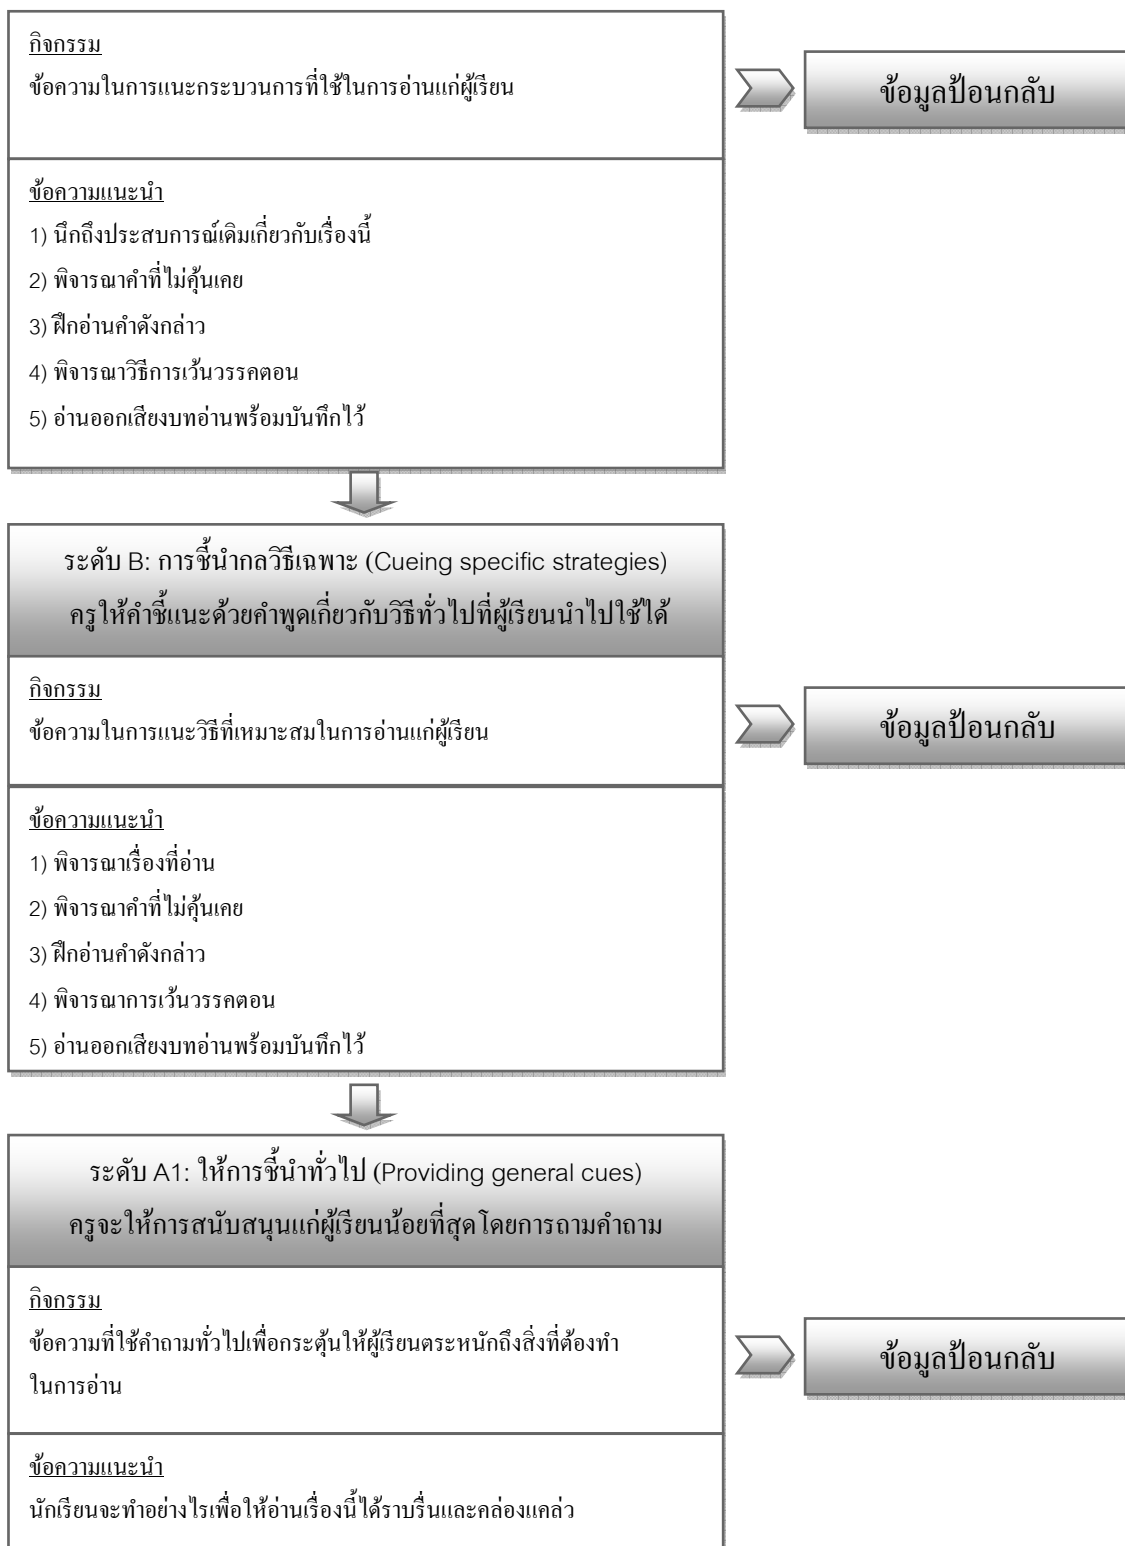 กิจกรรม
ข้อความในการแนะกระบวนการที่ใช้ในการอ่านแก่ผู้เรียน
ข้อมูลป้อนกลับ
ข้อความแนะนำ
1) นึกถึงประสบการณ์เดิมเกี่ยวกับเรื่องนี้
2) พิจารณาคำที่ไม่คุ้นเคย
3) ฝึกอ่านคำดังกล่าว
4) พิจารณาวิธีการเว้นวรรคตอน
5) อ่านออกเสียงบทอ่านพร้อมบันทึกไว้
ระดับ B: การชี้นำกลวิธีเฉพาะ (Cueing specific strategies)
ครูให้คำชี้แนะด้วยคำพูดเกี่ยวกับวิธีทั่วไปที่ผู้เรียนนำไปใช้ได้
กิจกรรม
ข้อความในการแนะวิธีที่เหมาะสมในการอ่านแก่ผู้เรียน
ข้อมูลป้อนกลับ
ข้อความแนะนำ
1) พิจารณาเรื่องที่อ่าน
2) พิจารณาคำที่ไม่คุ้นเคย
3) ฝึกอ่านคำดังกล่าว
4) พิจารณาการเว้นวรรคตอน
5) อ่านออกเสียงบทอ่านพร้อมบันทึกไว้
ระดับ A1: ให้การชี้นำทั่วไป (Providing general cues)
ครูจะให้การสนับสนุนแก่ผู้เรียนน้อยที่สุดโดยการถามคำถาม
กิจกรรม
ข้อความที่ใช้คำถามทั่วไปเพื่อกระตุ้นให้ผู้เรียนตระหนักถึงสิ่งที่ต้องทำ
ในการอ่าน
ข้อมูลป้อนกลับ
ข้อความแนะนำ
นักเรียนจะทำอย่างไรเพื่อให้อ่านเรื่องนี้ได้ราบรื่นและคล่องแคล่ว